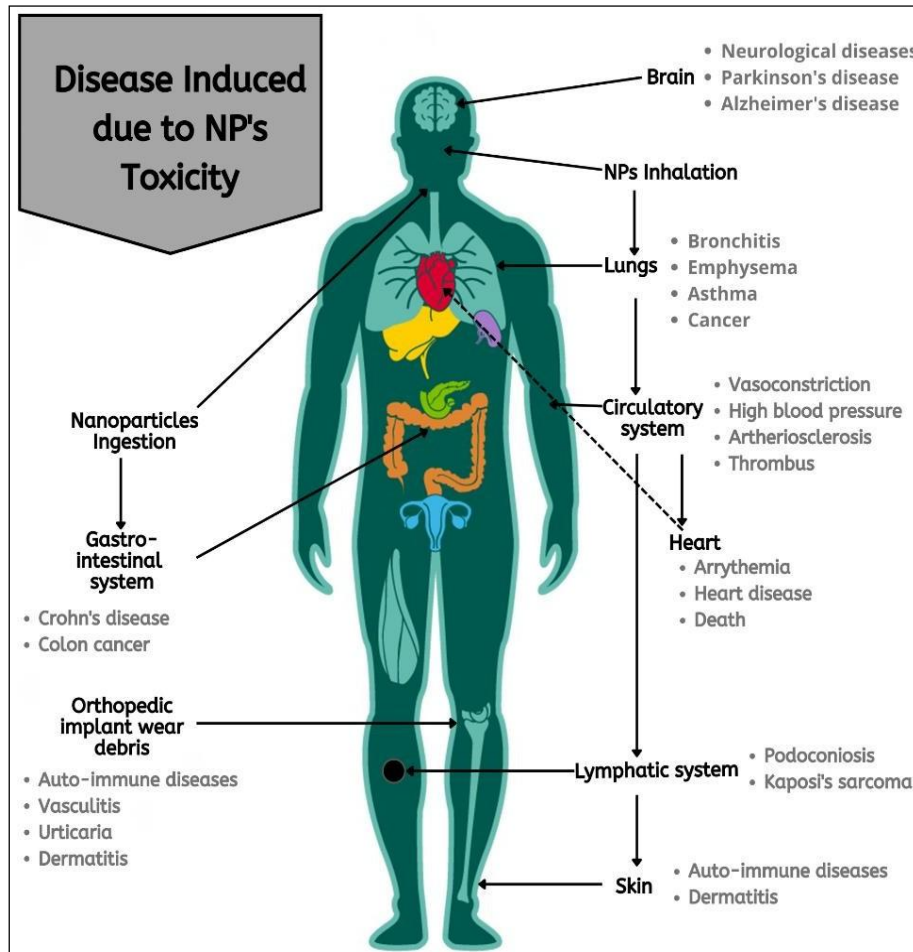 Disease Induced
due to NP's
Toxicity
Brain
• Neurological diseases
• Parkinson's disease
• Alzheimer's disease
NPs Inhalation
Lungs
• Bronchitis
• Emphysema
• Asthma
• Cancer
Circulatory
system
• Vasoconstriction
• High blood pressure
• Artheriosclerosis
• Thrombus
Heart
• Arrythemia
• Heart disease
• Death
Nanoparticles
Ingestion
Gastro-
intestinal
system
• Crohn's disease
• Colon cancer
Orthopedic
implant wear
debris
• Auto-immune diseases
• Vasculitis
• Urticaria
• Dermatitis
Lymphatic system
• Podoconiosis
• Kaposi's sarcoma
Skin
• Auto-immune diseases
• Dermatitis